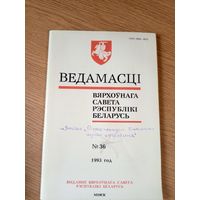 ВЕДАМАСЦІ
ВЯРХОЎНАГА
САВЕТА
РЭСПУБЛІКІ
БЕЛАРУСЬ
№ 36
1993 год
ВЫДАННЕ ВЯРХОЎНАГА САВЕТА
РЭСПУБЛІКІ БЕЛАРУСЬ
МІНСК